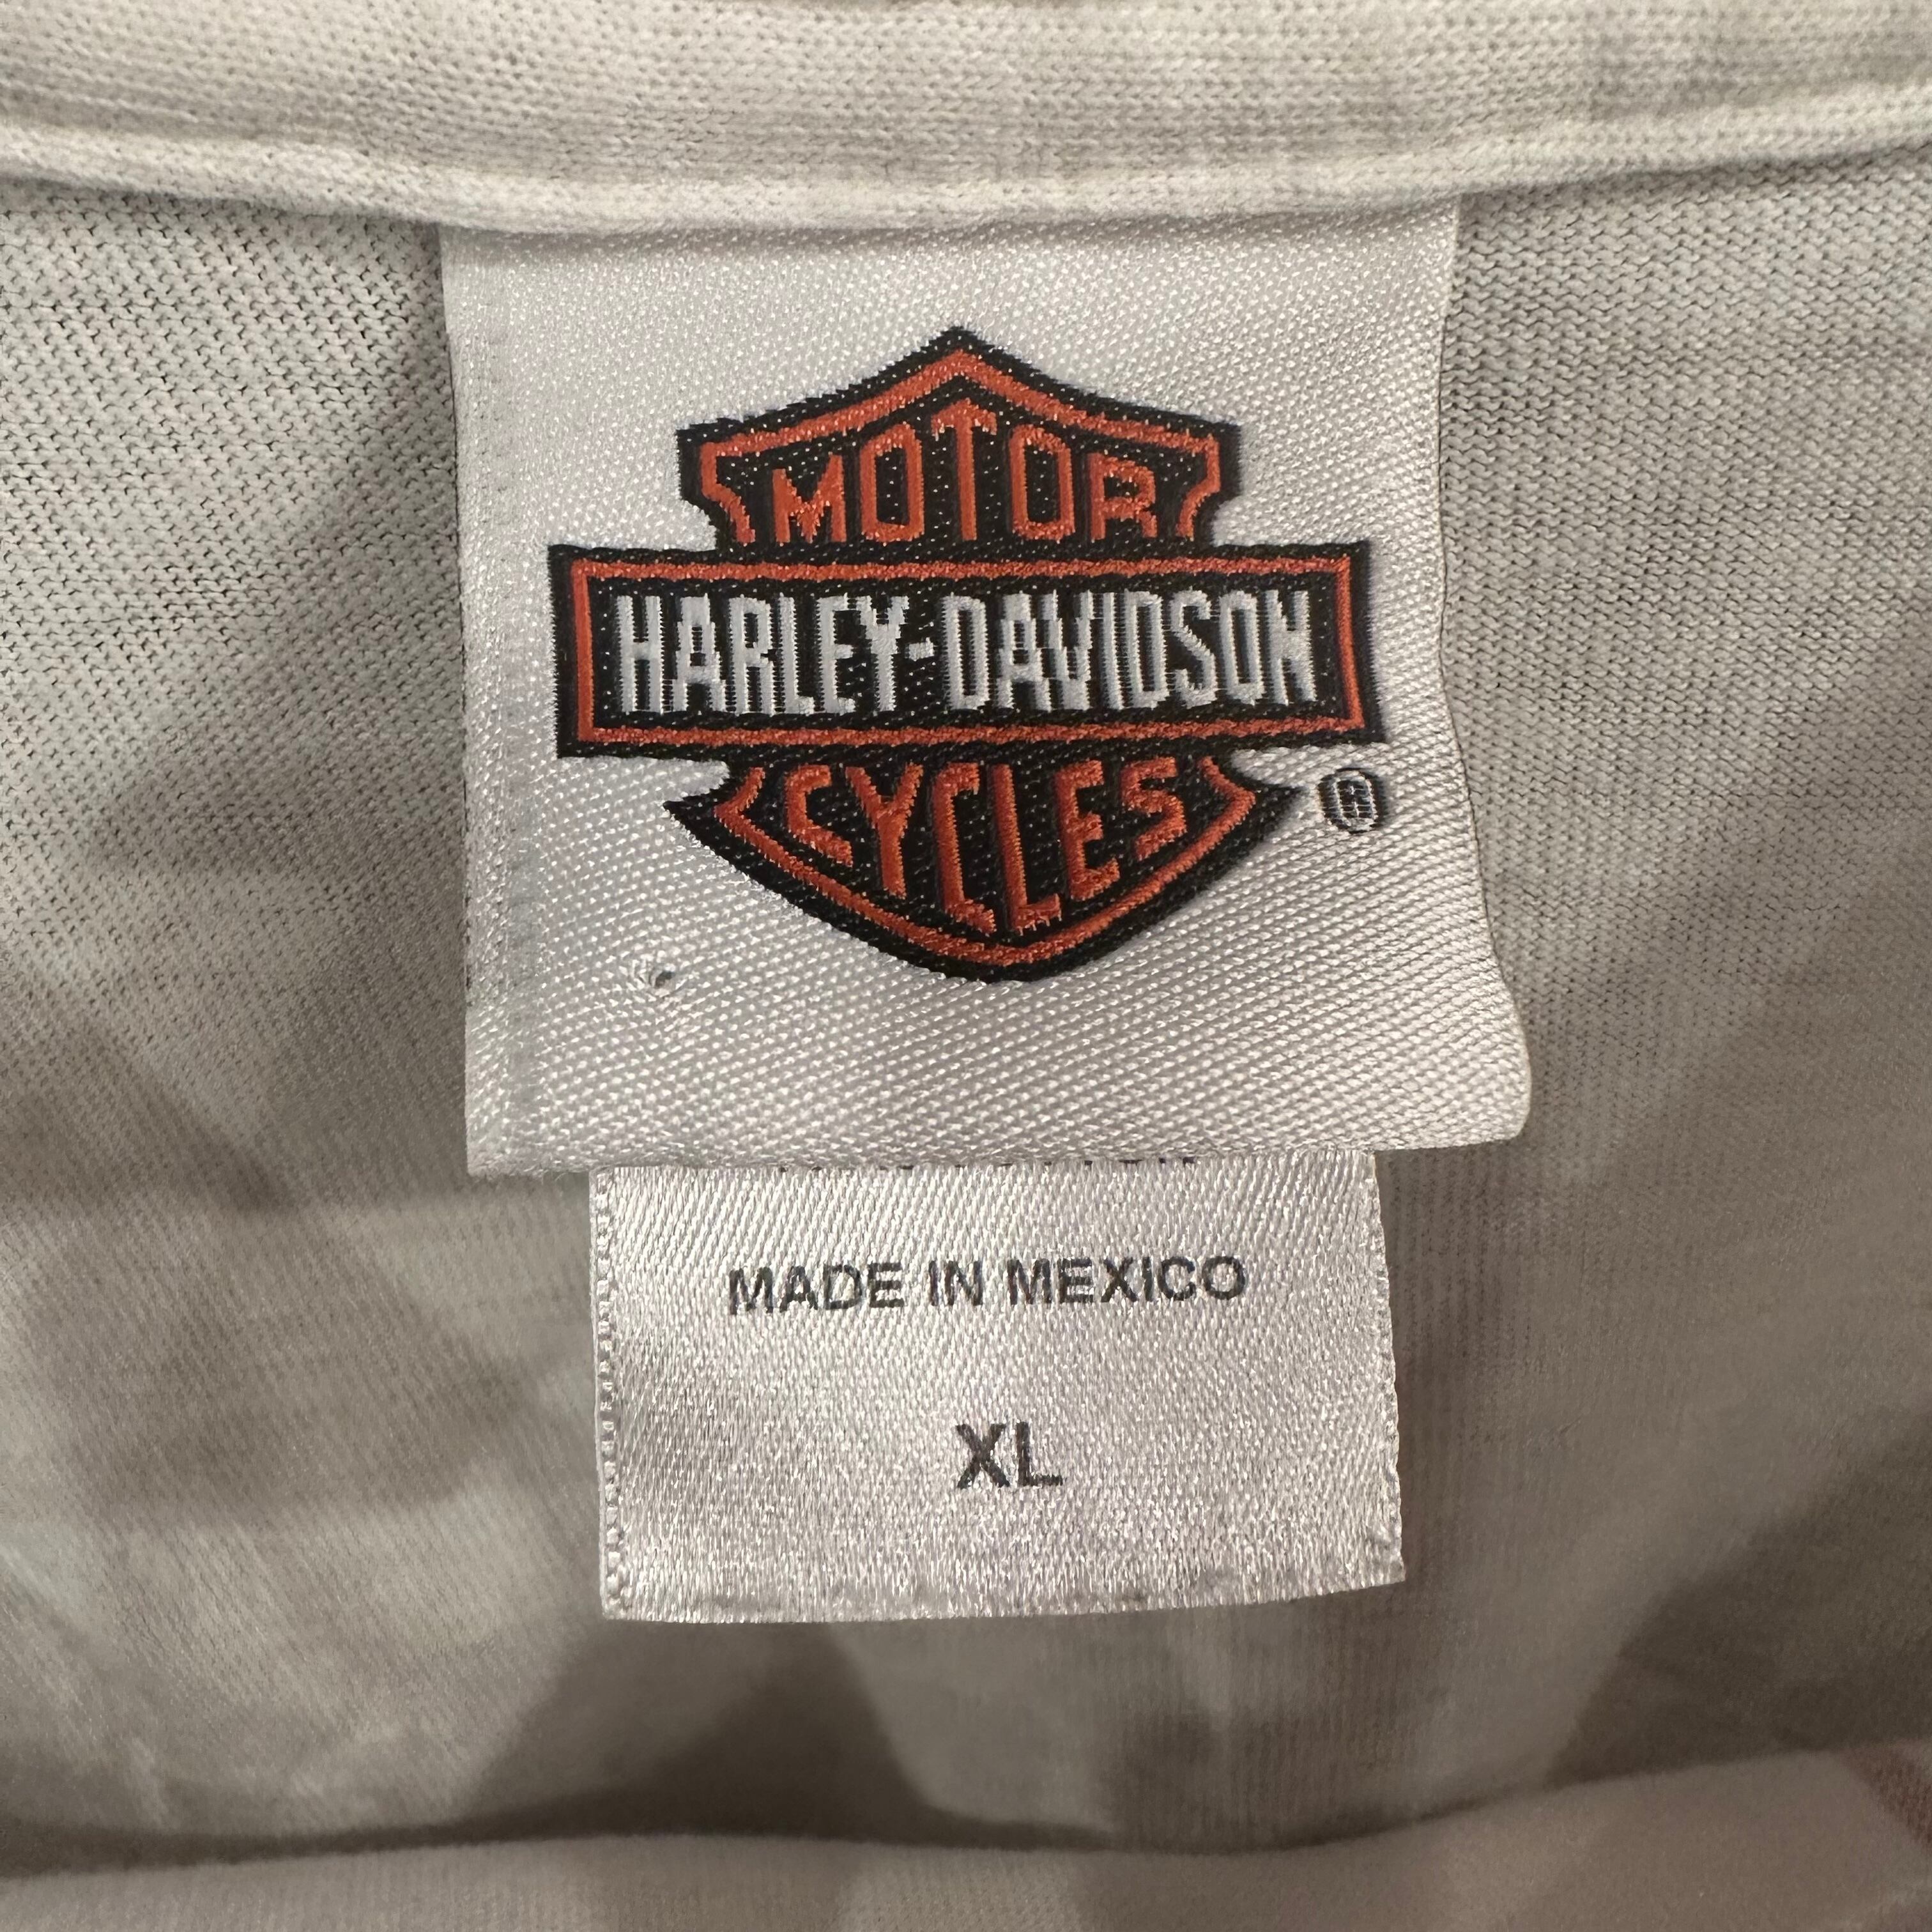 MOTOR
HARLEY-DAVIDSON
CYCLES
®
MADE IN MEXICO
XL